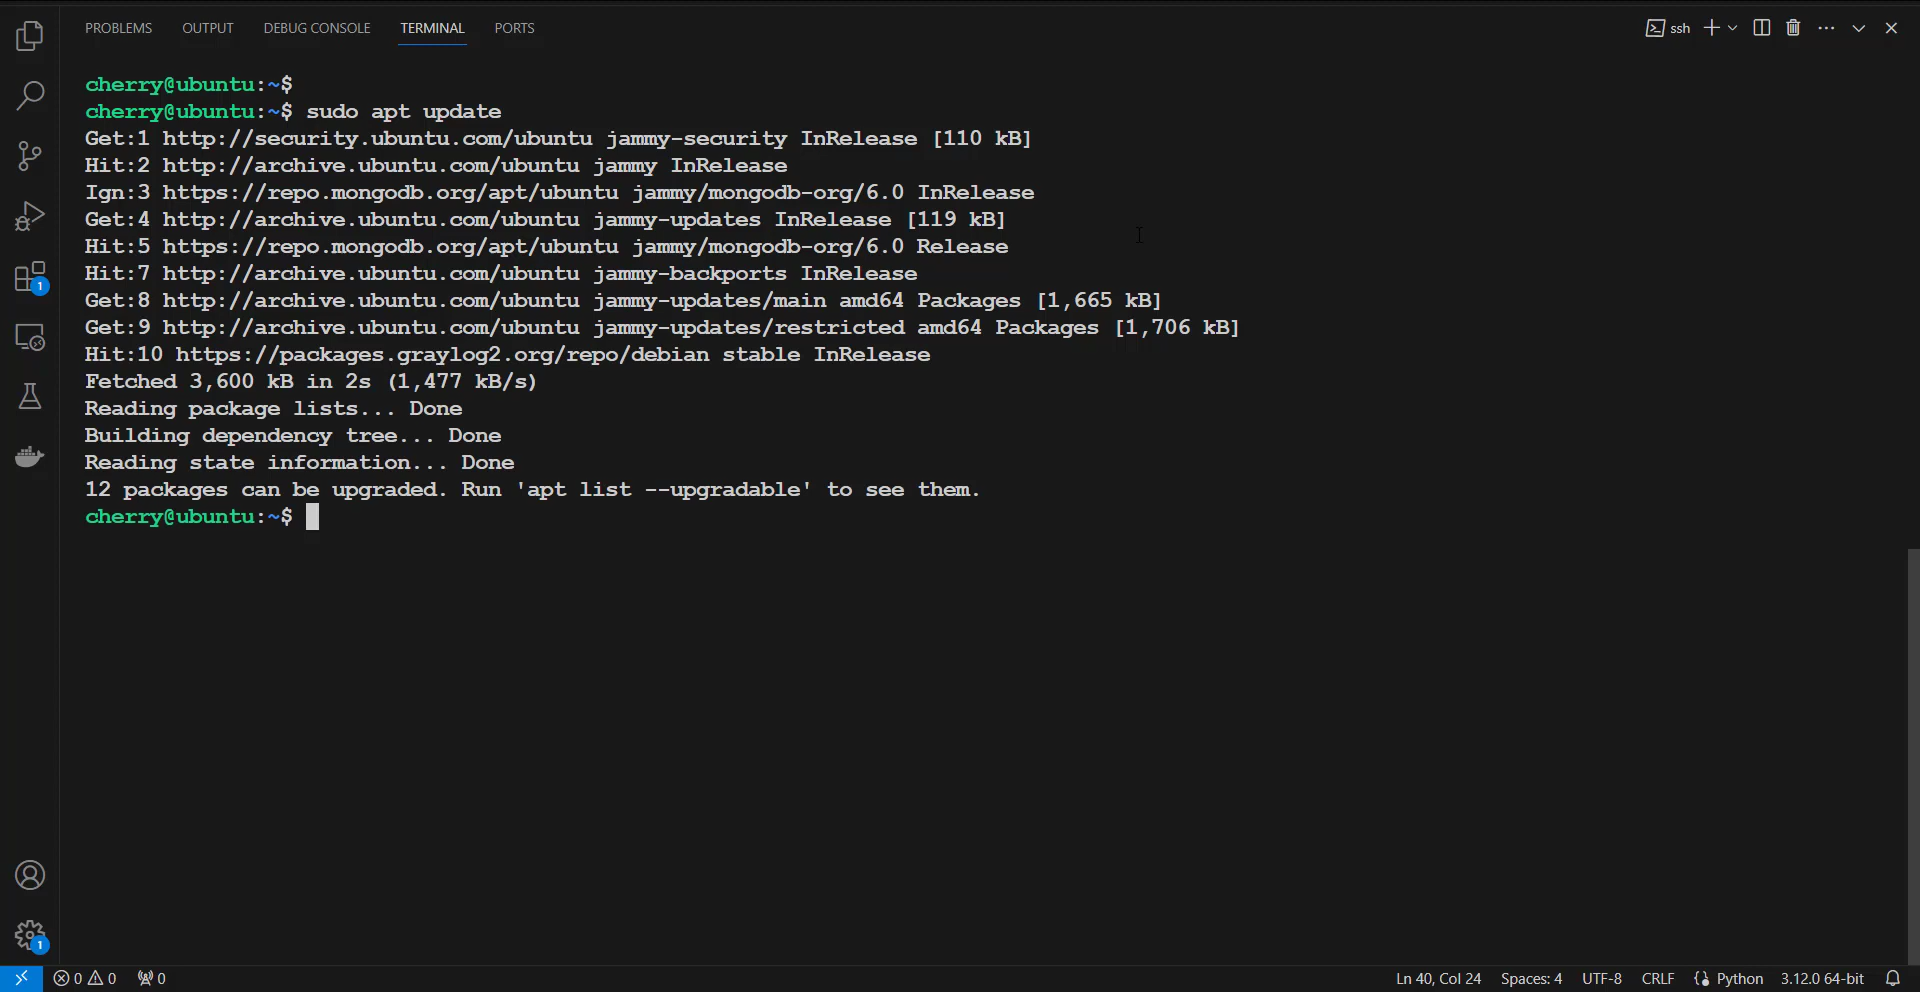 PROBLEMS OUTPUT DEBUG CONSOLE TERMINAL PORTS ssh
cherry@ubuntu:~$
cherry@ubuntu:~$ sudo apt update
Get:1 http://security.ubuntu.com/ubuntu jammy-security InRelease [110 kB]
Hit:2 http://archive.ubuntu.com/ubuntu jammy InRelease
Ign:3 https://repo.mongodb.org/apt/ubuntu jammy/mongodb-org/6.0 InRelease
Get:4 http://archive.ubuntu.com/ubuntu jammy-updates InRelease [119 kB]
Hit:5 https://repo.mongodb.org/apt/ubuntu jammy/mongodb-org/6.0 Release
Hit:7 http://archive.ubuntu.com/ubuntu jammy-backports InRelease
Get:8 http://archive.ubuntu.com/ubuntu jammy-updates/main amd64 Packages [1,665 kB]
Get:9 http://archive.ubuntu.com/ubuntu jammy-updates/restricted amd64 Packages [1,706 kB]
Hit:10 https://packages.graylog2.org/repo/debian stable InRelease
Fetched 3,600 kB in 2s (1,477 kB/s)
Reading package lists... Done
Building dependency tree... Done
Reading state information... Done
12 packages can be upgraded. Run 'apt list --upgradable' to see them.
cherry@ubuntu:~$
1
1
0 0 0 Ln 40, Col 24 Spaces: 4 UTF-8 CRLF Python 3.12.0 64-bit